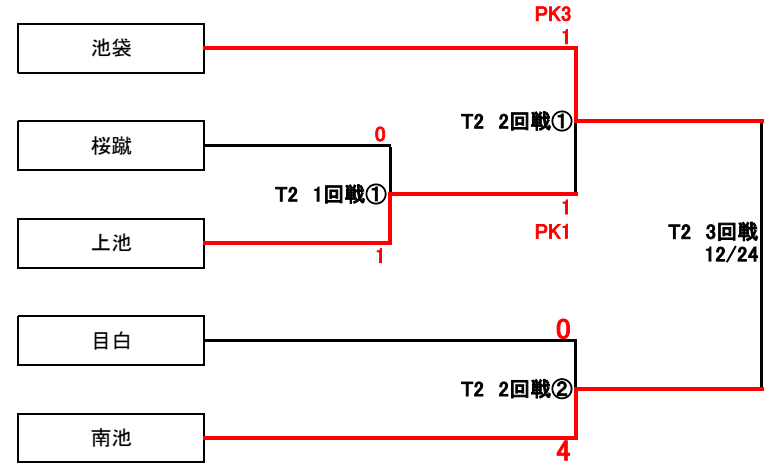 PK3
1
池袋
T2 2回戦①
0
桜蹴
T2 1回戦①
1
PK1
上池
1
T2 3回戦
12/24
0
目白
T2 2回戦②
南池
4